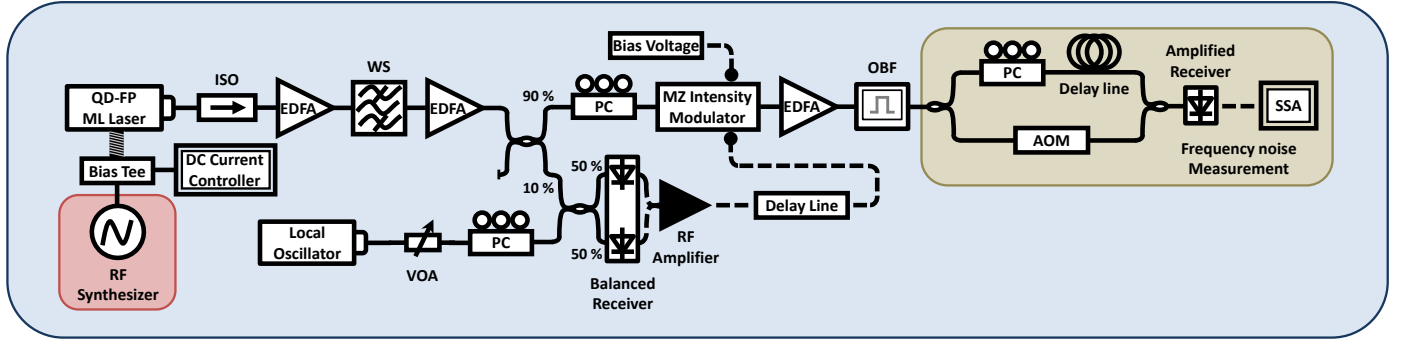 QD-FP
ML Laser
ISO
EDFA
WS
EDFA
90 %
10 %
PC
Bias Voltage
MZ Intensity
Modulator
EDFA
OBF
PC
Delay line
AOM
Amplified
Receiver
SSA
Frequency noise
Measurement
Bias Tee
DC Current
Controller
RF
Synthesizer
Local
Oscillator
VOA
PC
50 %
50 %
Balanced
Receiver
RF
Amplifier
Delay Line